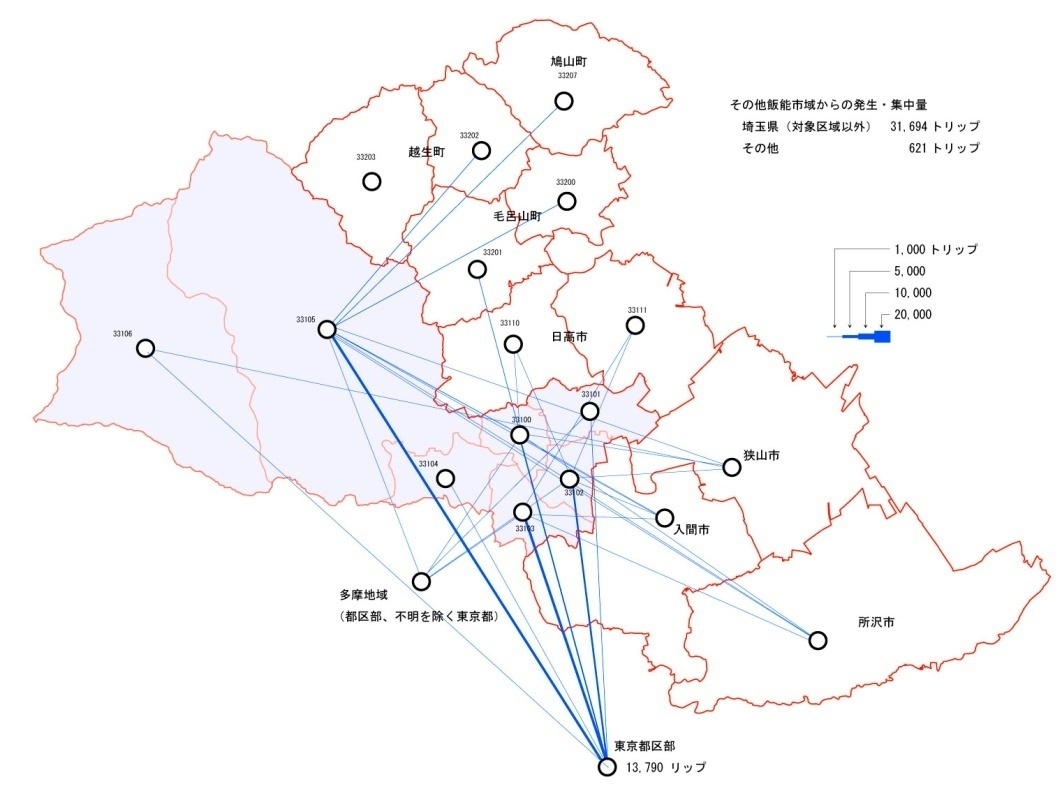 鳩山町
33207
その他飯能市域からの発生・集中量
埼玉県（対象区域以外） 31,694 トリップ
その他 621 トリップ
33202
越生町
33203
33200
毛呂山町
33201
1,000 トリップ
5,000
10,000
20,000
33105
33106
33110
33111
日高市
33101
33100
33104
33102
狭山市
33103
入間市
多摩地域
（都区部、不明を除く東京都）
所沢市
東京都区部
13,790 リップ